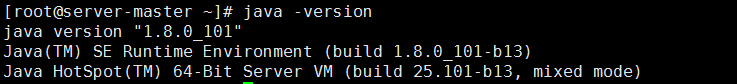 [root@server-master ~]# java -version
java version "1.8.0_101"
Java(TM) SE Runtime Environment (build 1.8.0_101-b13)
Java HotSpot(TM) 64-Bit Server VM (build 25.101-b13, mixed mode)